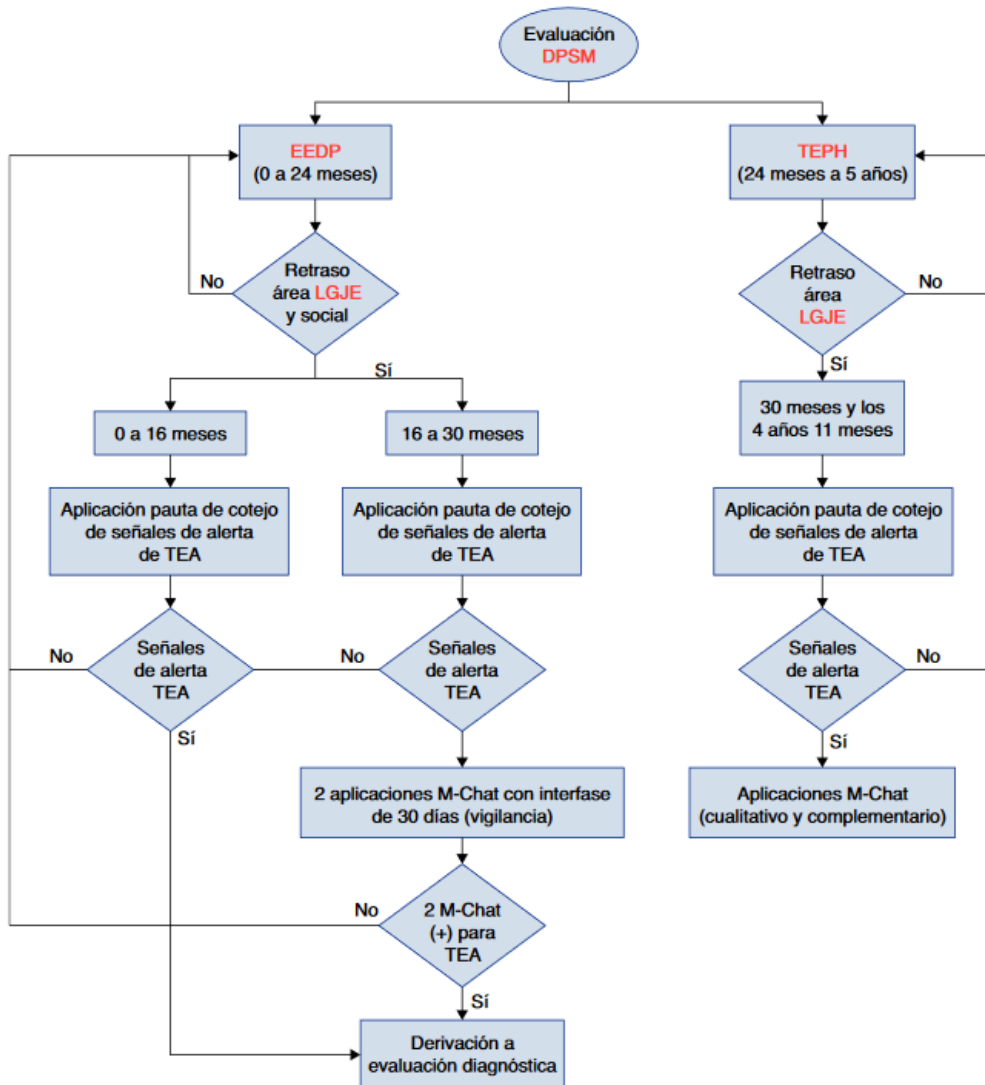 Evaluación
DPSM
EEDP
(0 a 24 meses)
TEPH
(24 meses a 5 años)
No
Retraso
área LGJE
y social
Retraso
área
LGJE
No
Sí
Sí
0 a 16 meses
16 a 30 meses
30 meses y los
4 años 11 meses
Aplicación pauta de cotejo
de señales de alerta
de TEA
Aplicación pauta de cotejo
de señales de alerta
de TEA
Aplicación pauta de cotejo
de señales de alerta
de TEA
No
Señales
de alerta
TEA
No
Señales
de alerta
TEA
Señales
de alerta
TEA
No
Sí
Sí
2 aplicaciones M-Chat con interfase
de 30 días (vigilancia)
Aplicaciones M-Chat
(cualitativo y complementario)
No
2 M-Chat
(+) para
TEA
Sí
Derivación a
evaluación diagnóstica